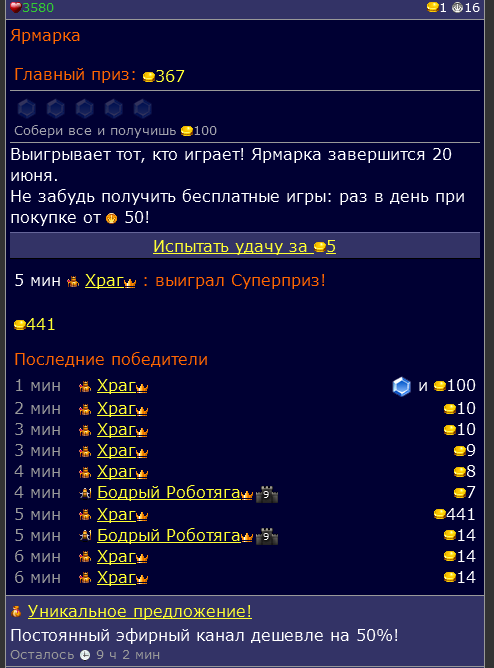 3580 1 16
Ярмарка
Главный приз: 367
Собери все и получишь 100
Выигрывает тот, кто играет! Ярмарка завершится 20
июня.
Не забудь получить бесплатные игры: раз в день при
покупке от 50!
Испытать удачу за 5
5 мин Храг : выиграл Суперприз!
441
Последние победители
1 мин Храг и 100
2 мин Храг 10
3 мин Храг 10
3 мин Храг 9
4 мин Храг 8
4 мин Бодрый Роботяга 9 7
5 мин Храг 441
5 мин Бодрый Роботяга 9 14
6 мин Храг 14
6 мин Храг 14
Уникальное предложение!
Постоянный эфирный канал дешевле на 50%!
Осталось 9 ч 2 мин